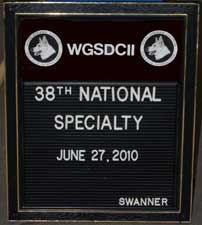 WGSDCII
38TH NATIONAL
SPECIALTY
JUNE 27, 2010
SWANNER